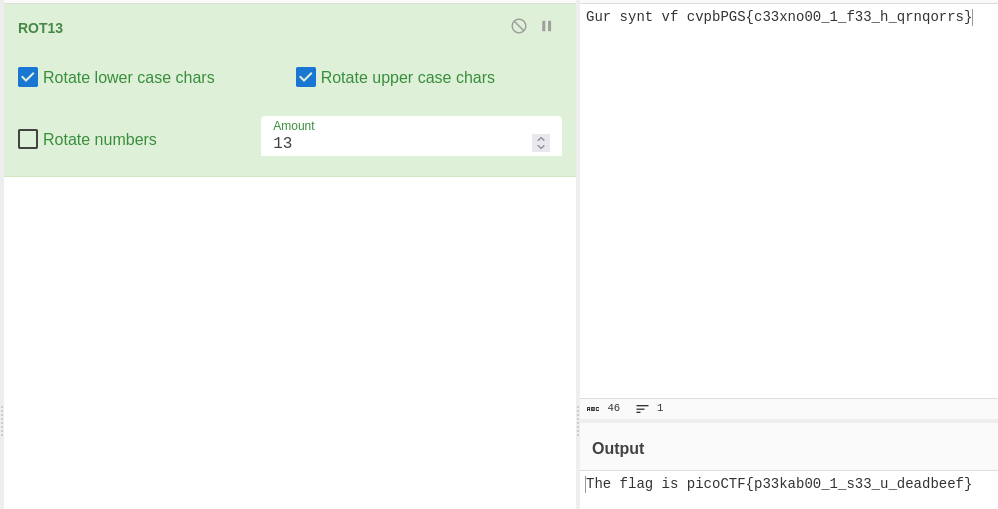 ROT13
Rotate lower case chars
Rotate upper case chars
Rotate numbers
Amount
13
Gur synt vf cvpbPGS{c33xno00_1_f33_h_qrnqorrs}
ABC 46 1
Output
The flag is picoCTF{p33kab00_1_s33_u_deadbeef}